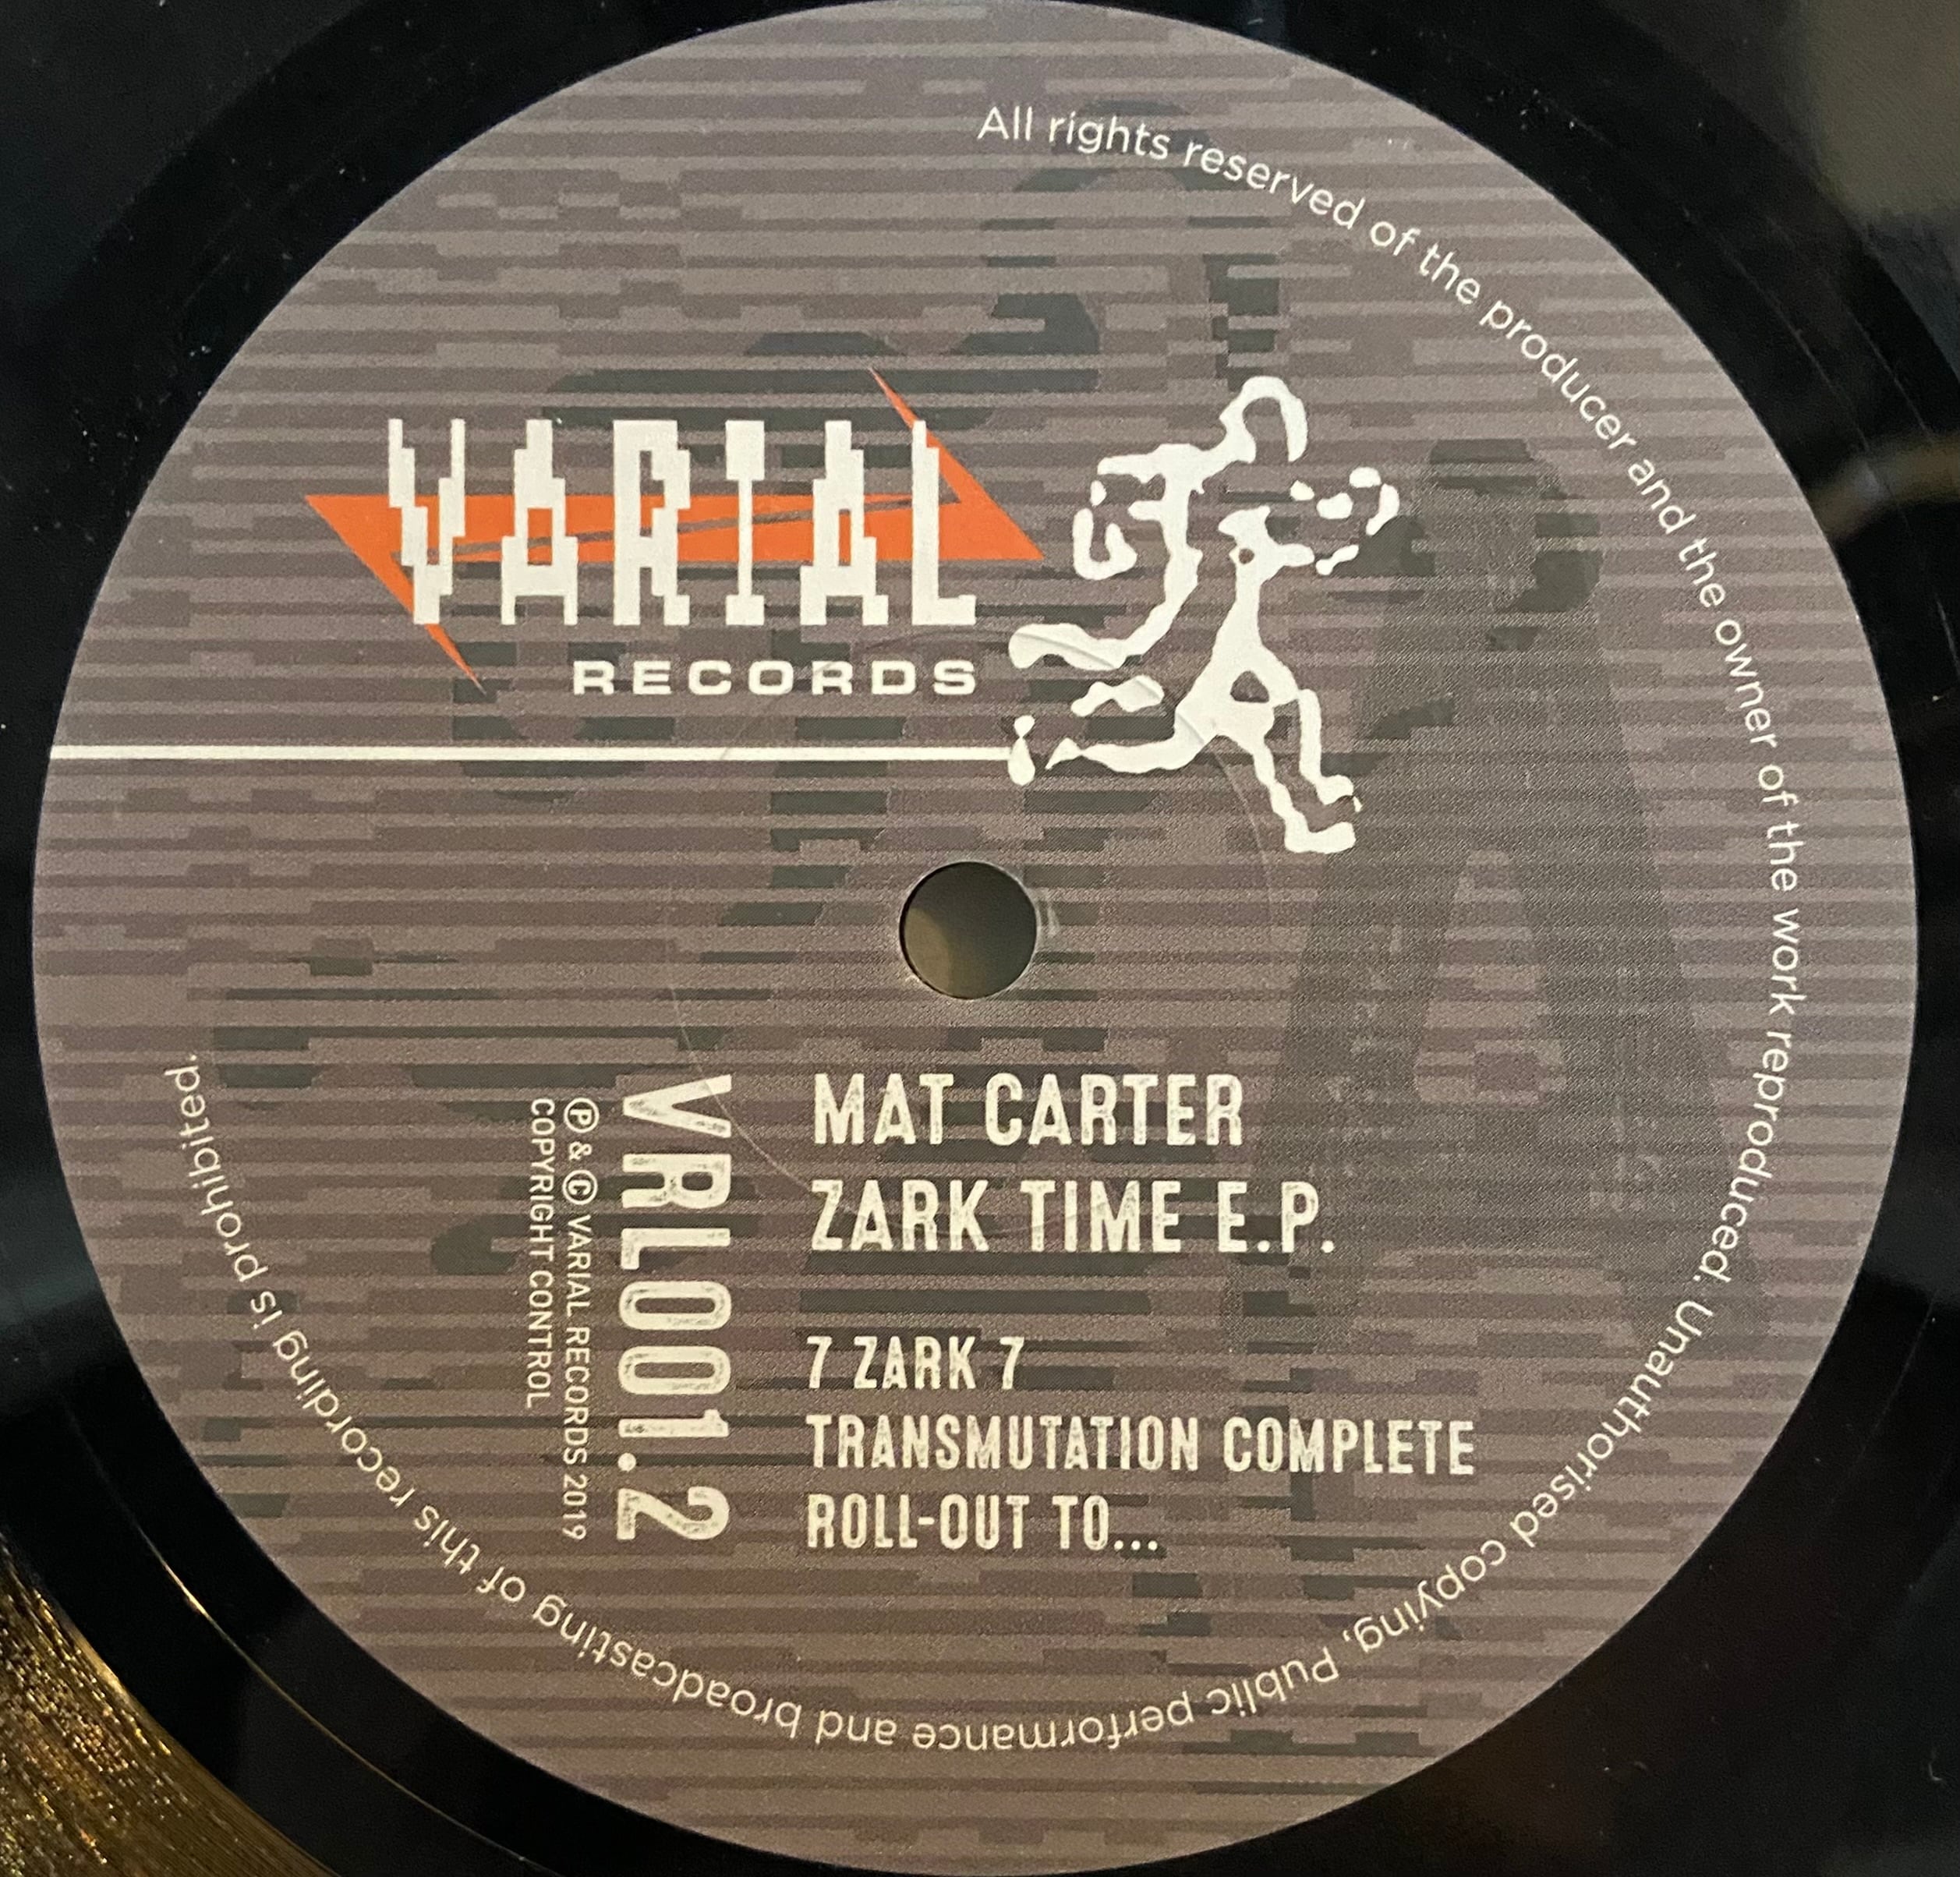 All rights reserved of the producer and the owner of the work reproduced. Unauthorised copying, Public performance and broadcasting of this recording is prohibited.
VARIAL
RECORDS
A
MAT CARTER
ZARK TIME E.P.
7 ZARK 7
TRANSMUTATION COMPLETE
ROLL-OUT TO...
VRL001.2
Ⓟ & Ⓒ VARIAL RECORDS 2019
COPYRIGHT CONTROL